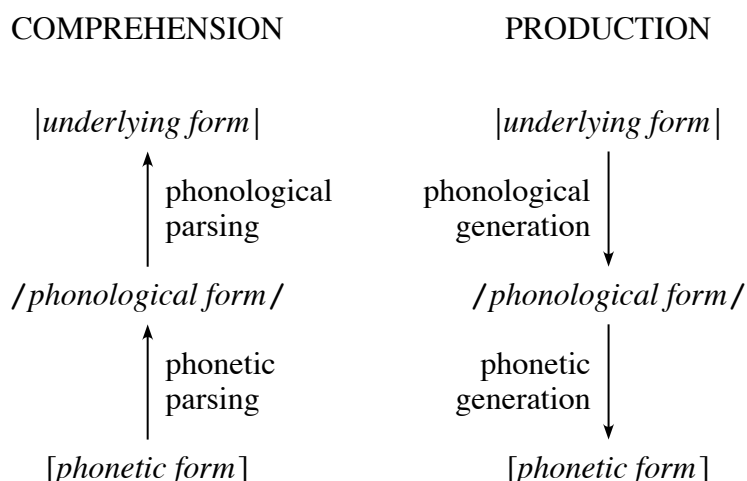 COMPREHENSION PRODUCTION
|underlying form| |underlying form|
phonological phonological
parsing generation
/phonological form/ /phonological form/
phonetic phonetic
parsing generation
[phonetic form] [phonetic form]